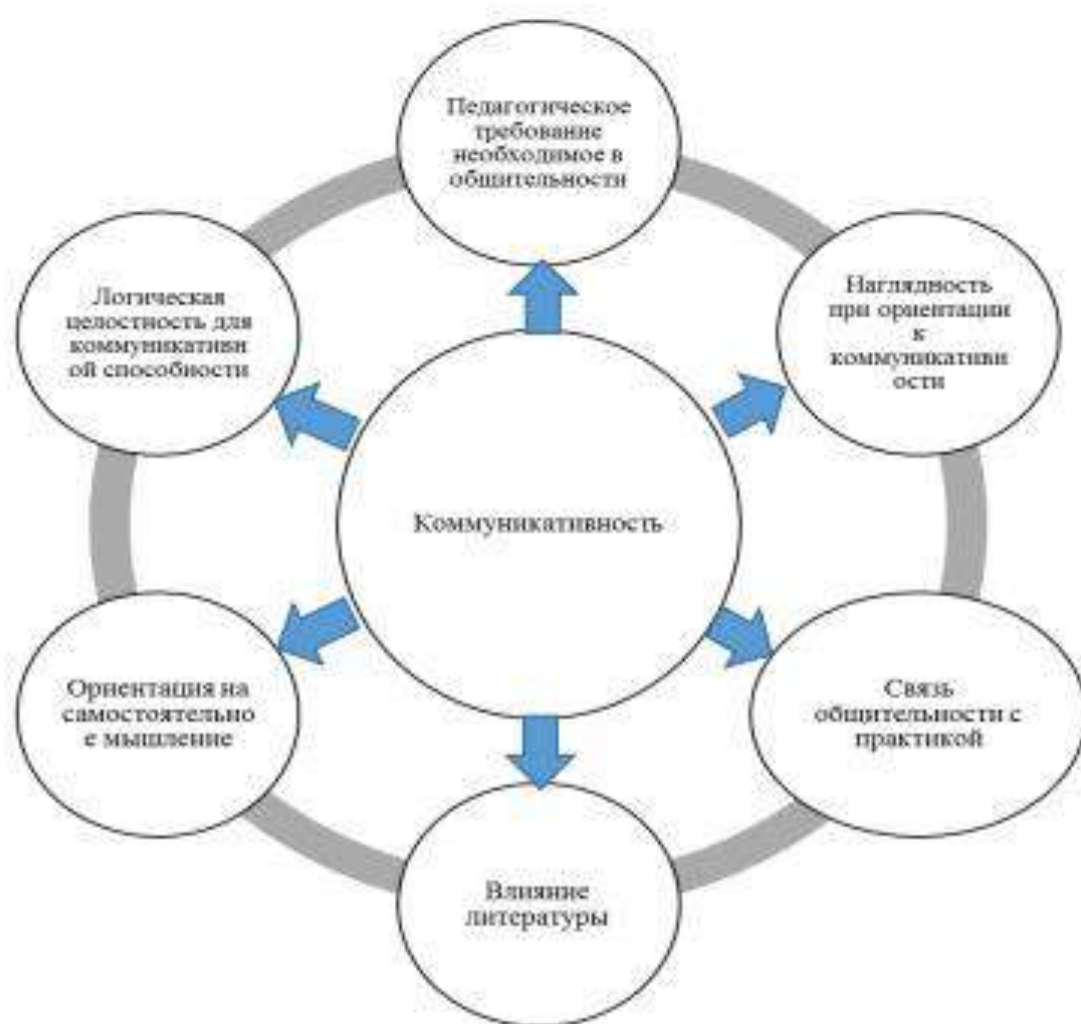 Педагогическое
требование
необходимое в
общительности
Наглядность
при ориентации
к
коммуникативн
ости
Связь
общительности с
практикой
Влияние
литературы
Ориентация на
самостоятельно
е мышление
Логическая
целостность для
коммуникативн
ой способности
Коммуникативность